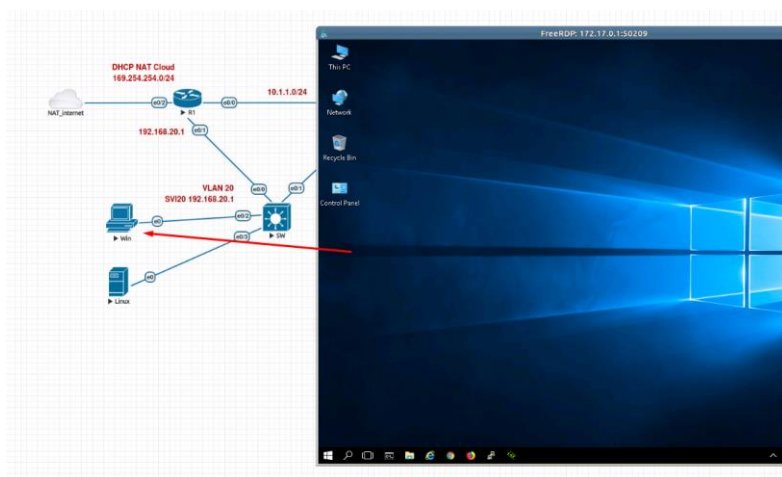 FreeRDP: 172.17.0.1:50209
This PC
Network
Recycle Bin
Control Panel
DHCP NAT Cloud
169.254.254.0/24
NAT_internet
e0/2
R1
e0/0
10.1.1.0/24
192.168.20.1
e0/1
VLAN 20
SVI20 192.168.20.1
e0/0
e0/1
e0
e0/2
Win
e0/3
SW
e0
Linux